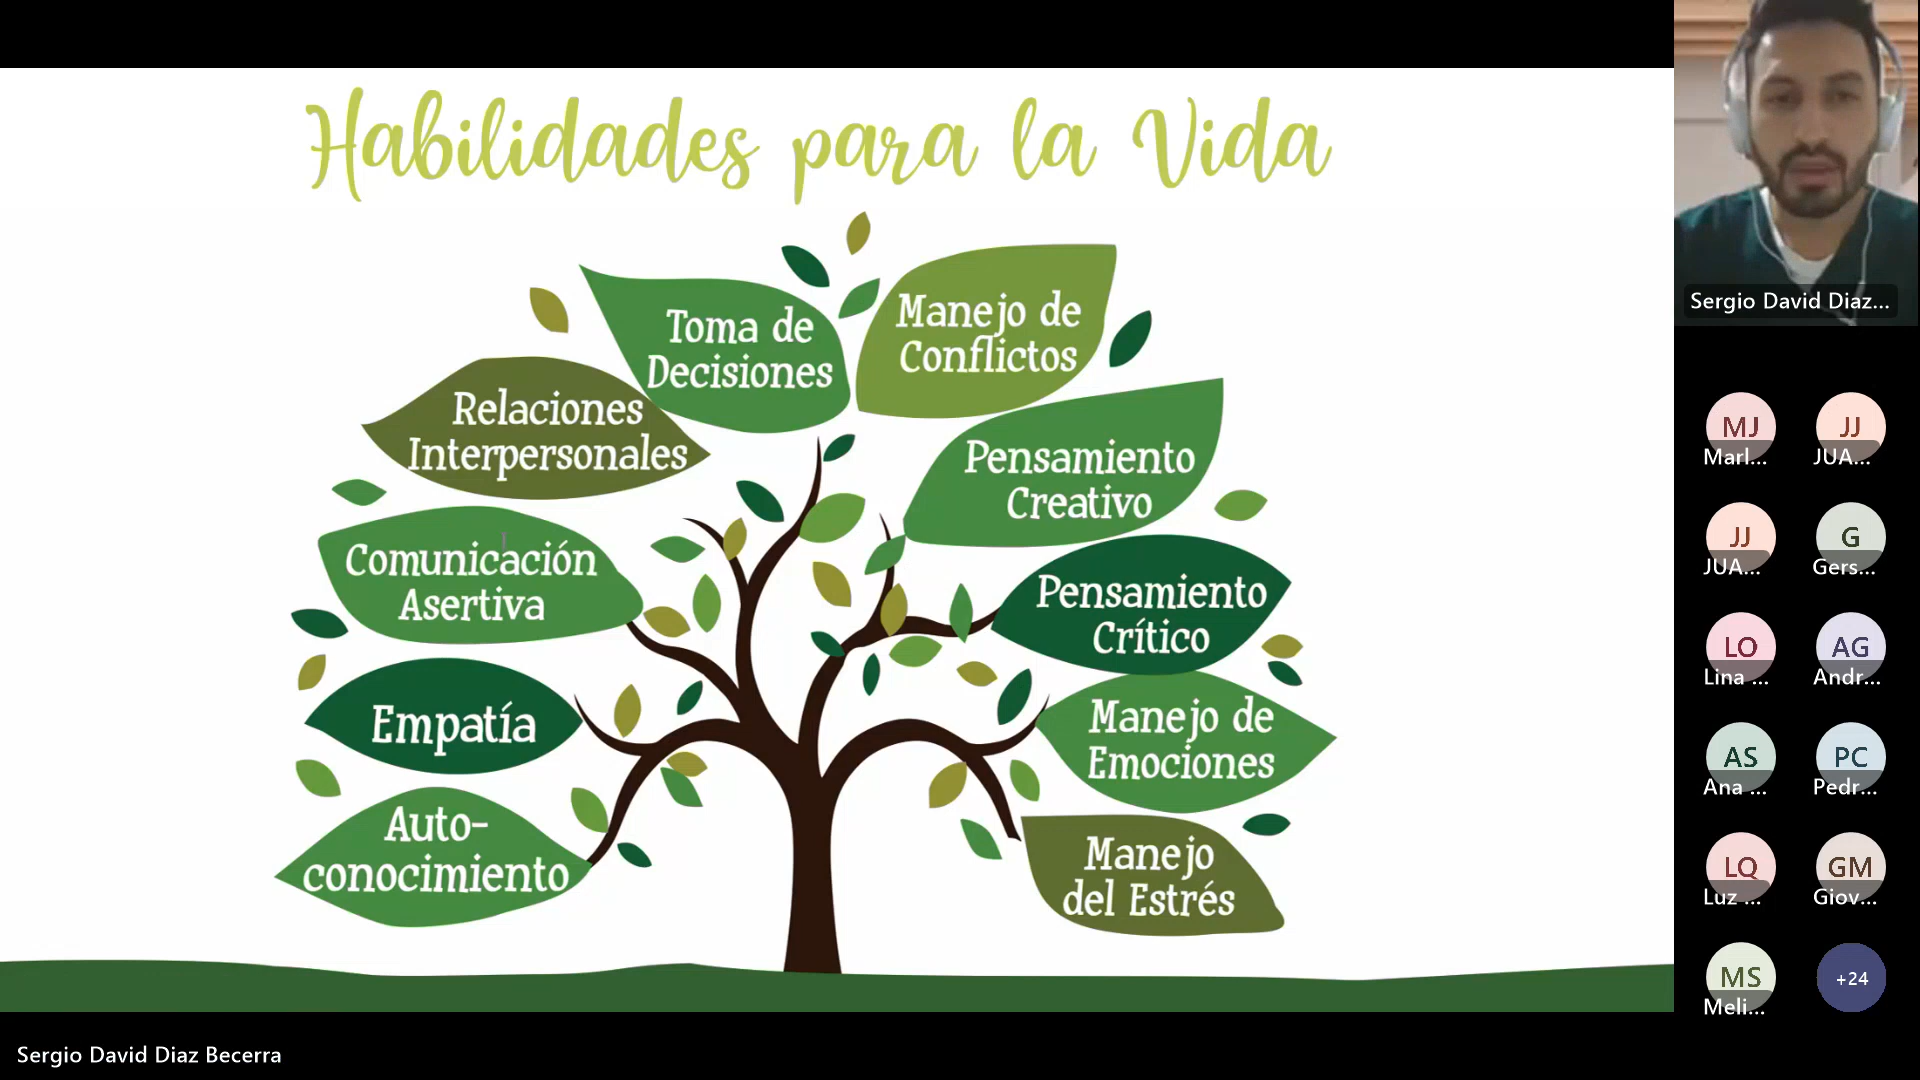 Habilidades para la Vida
Toma de
Decisiones
Manejo de
Conflictos
Relaciones
Interpersonales
Pensamiento
Creativo
Comunicación
Asertiva
Pensamiento
Crítico
Empatía
Manejo de
Emociones
Auto-
conocimiento
Manejo
del Estrés
Sergio David Diaz...
MJ
Marl...
JJ
JUA...
JJ
JUA...
G
Gers...
LO
Lina ...
AG
Andr...
AS
Ana ...
PC
Pedr...
LQ
Luz ...
GM
Giov...
MS
Meli...
+24
Sergio David Diaz Becerra